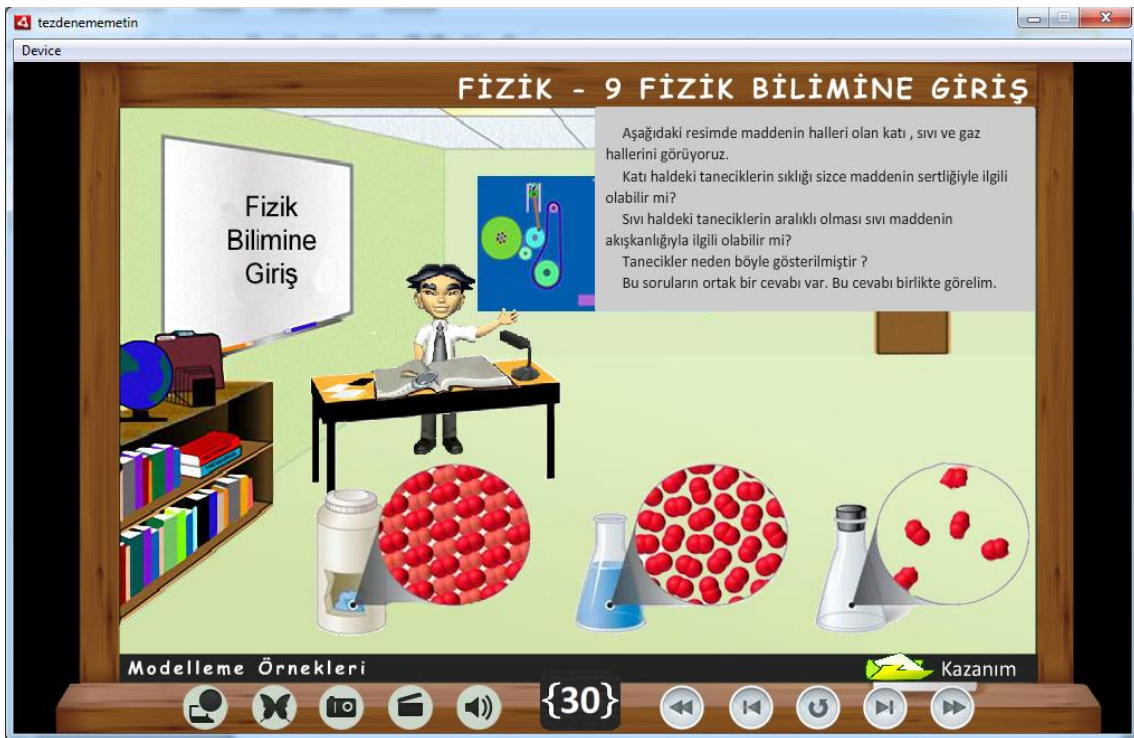 tezdenememetin
Device
FİZİK - 9 FİZİK BİLİMİNE GİRİŞ
Aşağıdaki resimde maddenin halleri olan katı , sıvı ve gaz
hallerini görüyoruz.
Katı haldeki taneciklerin sıklığı sizce maddenin sertliğiyle ilgili
olabilir mi?
Sıvı haldeki taneciklerin aralıklı olması sıvı maddenin
akışkanlığıyla ilgili olabilir mi?
Tanecikler neden böyle gösterilmiştir ?
Bu soruların ortak bir cevabı var. Bu cevabı birlikte görelim.
Fizik
Bilimine
Giriş
Modelleme Örnekleri
Kazanım
{30}